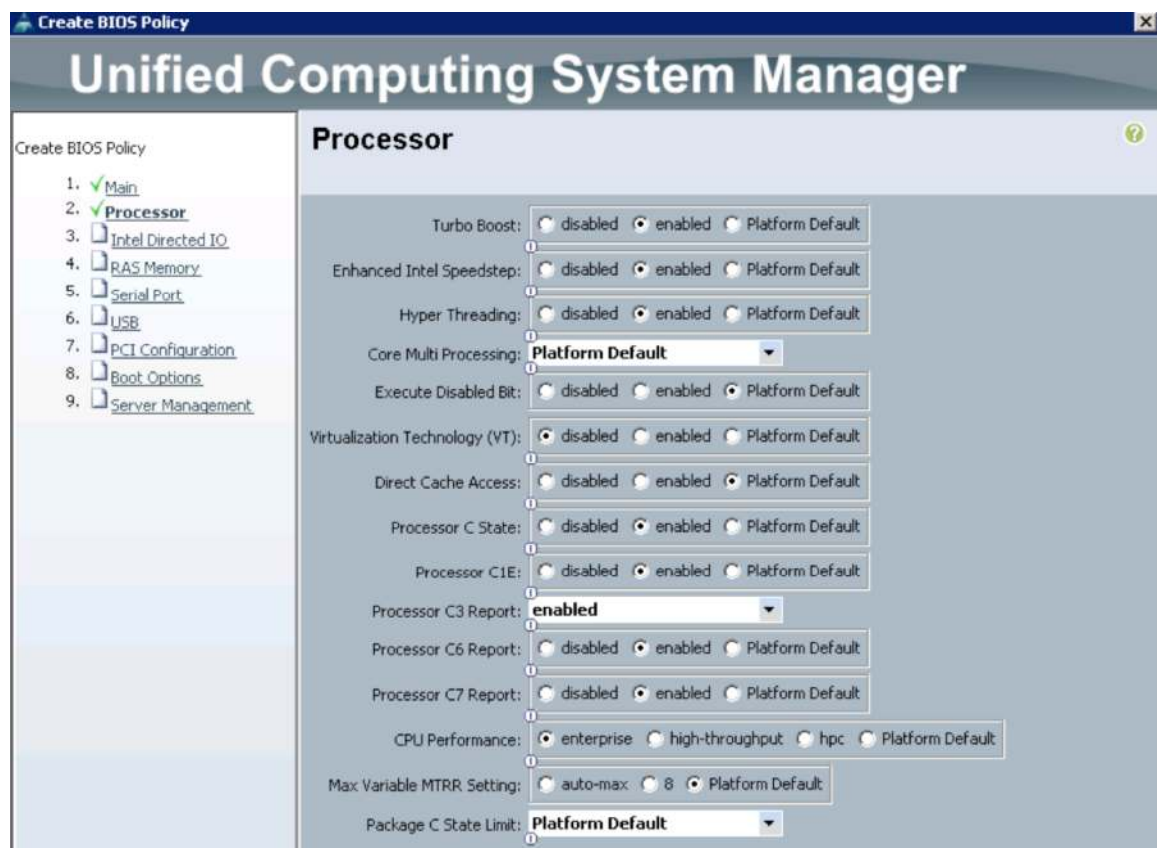 Create BIOS Policy
Unified Computing System Manager
Create BIOS Policy
1. Main
2. Processor
3. Intel Directed IO
4. RAS Memory
5. Serial Port
6. USB
7. PCI Configuration
8. Boot Options
9. Server Management
Processor
Turbo Boost: disabled enabled Platform Default
Enhanced Intel Speedstep: disabled enabled Platform Default
Hyper Threading: disabled enabled Platform Default
Core Multi Processing: Platform Default
Execute Disabled Bit: disabled enabled Platform Default
Virtualization Technology (VT): disabled enabled Platform Default
Direct Cache Access: disabled enabled Platform Default
Processor C State: disabled enabled Platform Default
Processor C1E: disabled enabled Platform Default
Processor C3 Report: enabled
Processor C6 Report: disabled enabled Platform Default
Processor C7 Report: disabled enabled Platform Default
CPU Performance: enterprise high-throughput hpc Platform Default
Max Variable MTRR Setting: auto-max 8 Platform Default
Package C State Limit: Platform Default